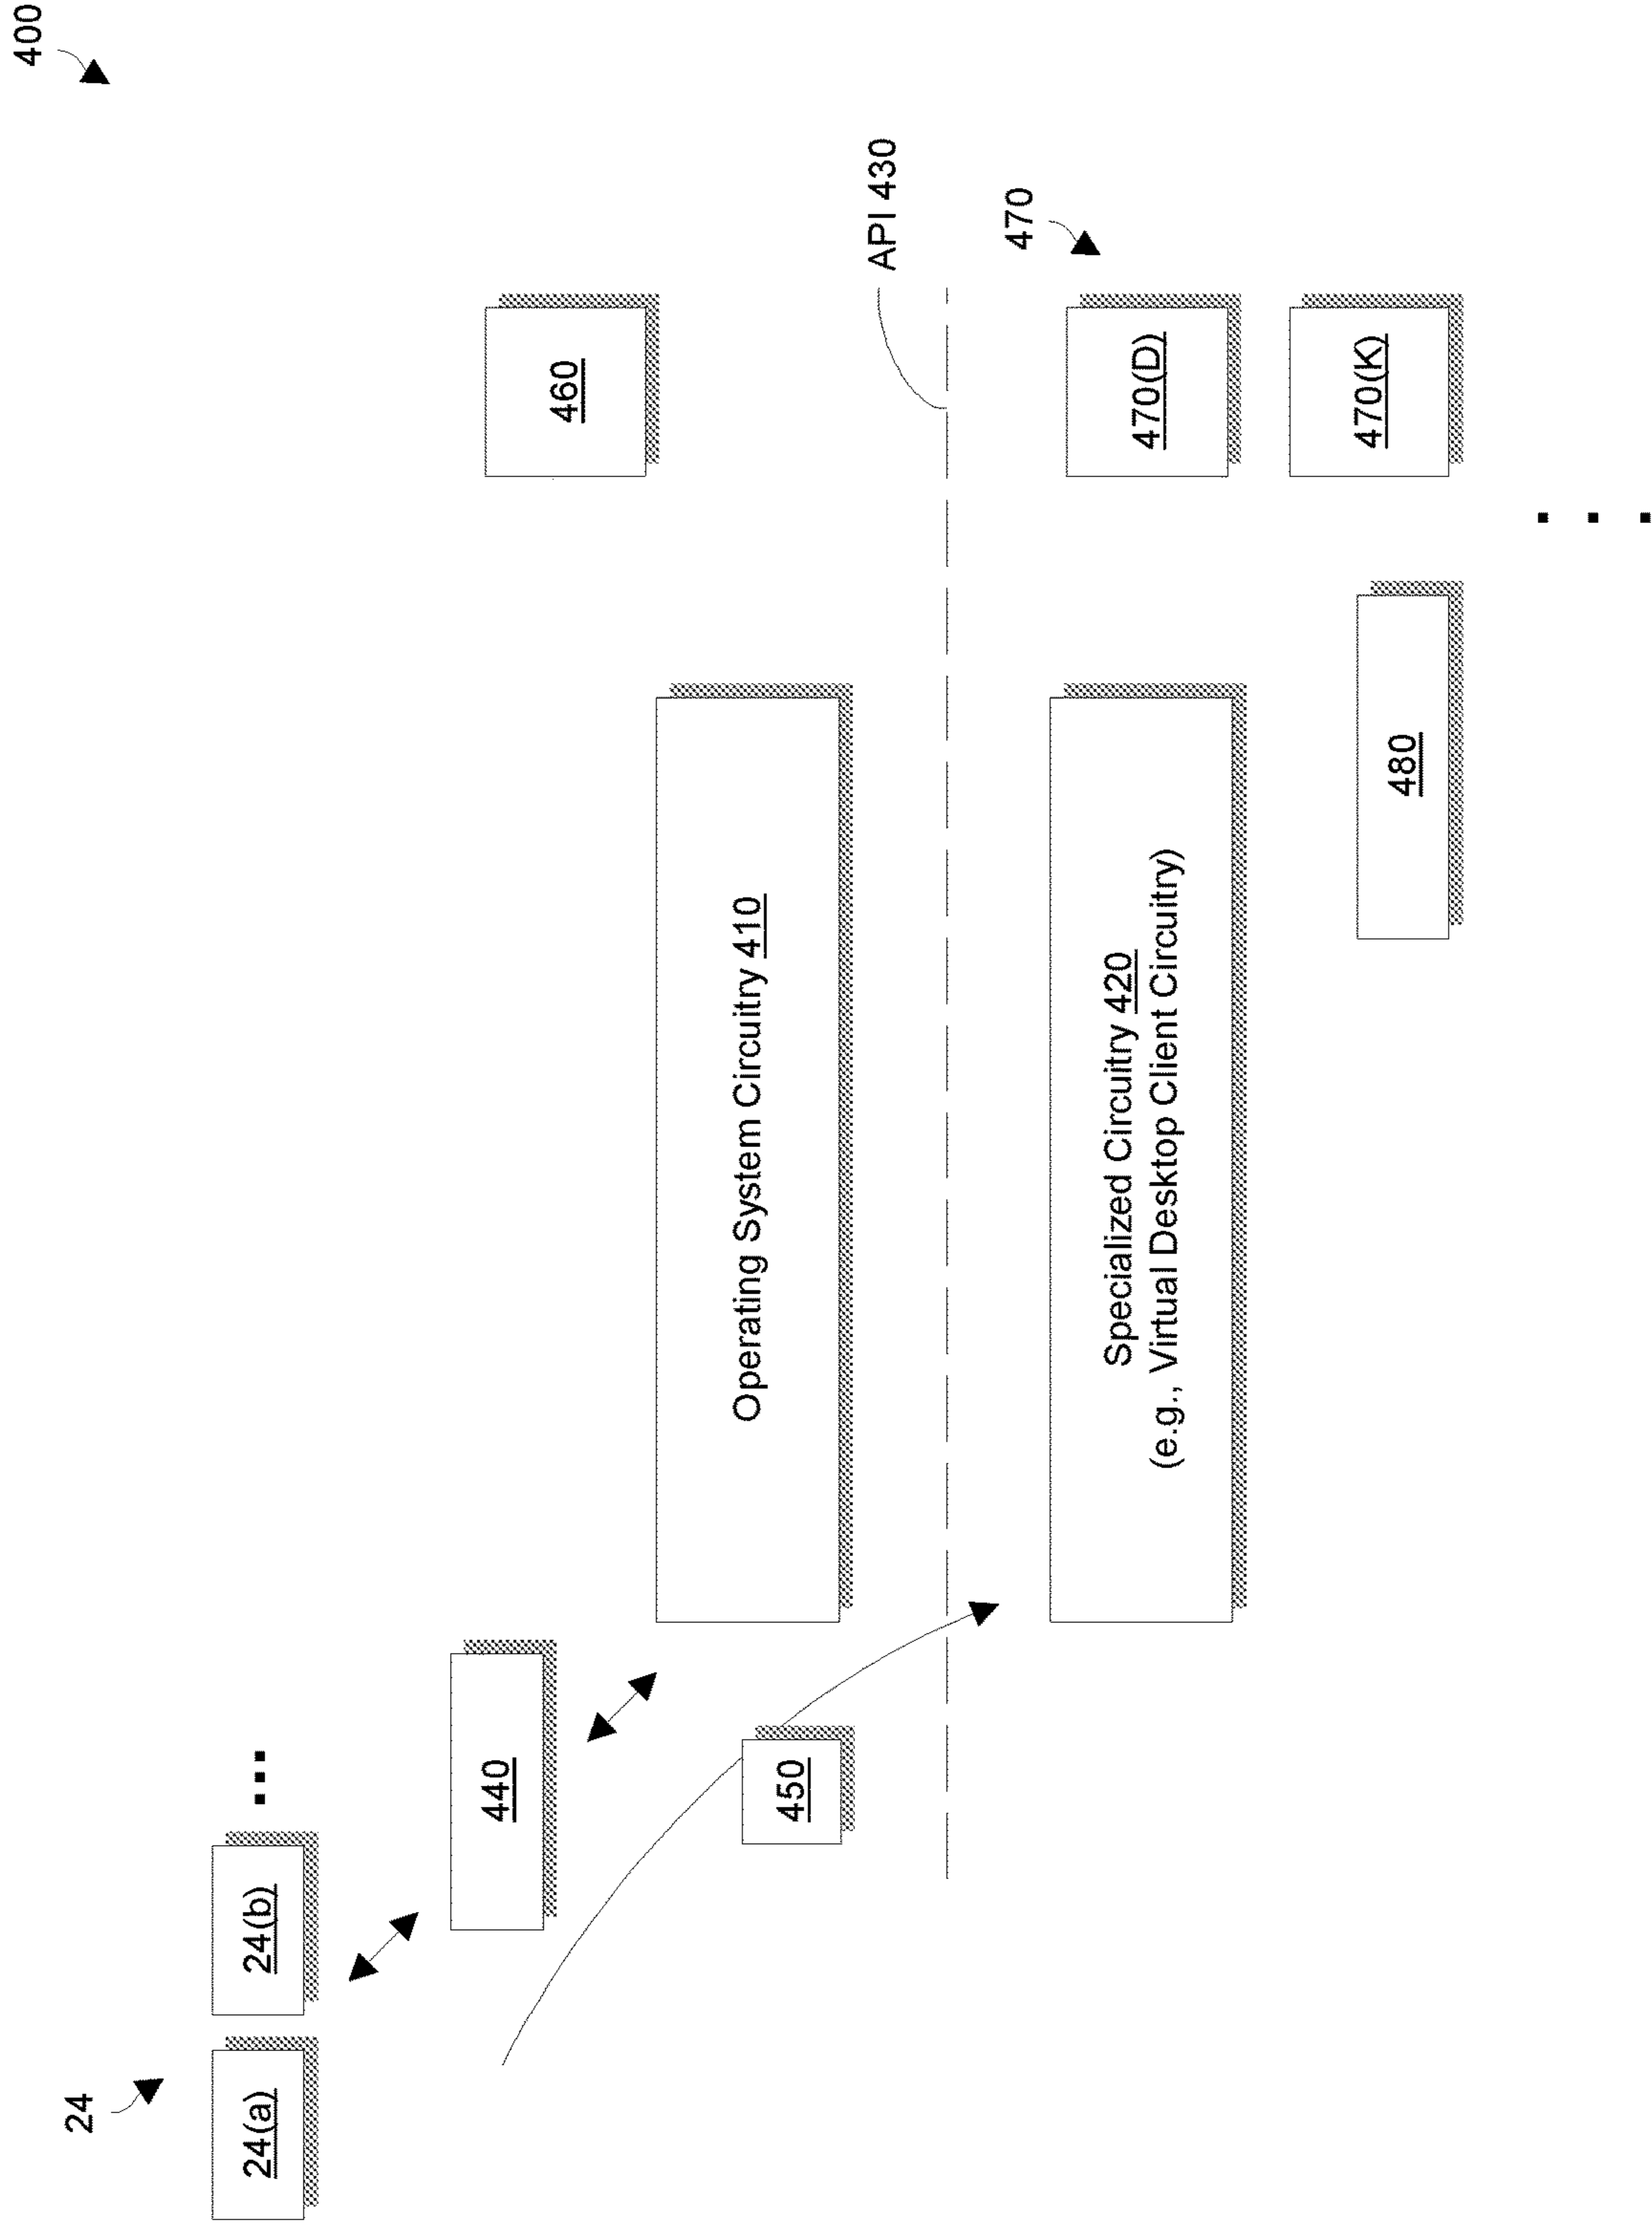 400
24
24(a)
24(b)
...
440
460
Operating System Circuitry 410
450
API 430
470
Specialized Circuitry 420
(e.g., Virtual Desktop Client Circuitry)
470(D)
470(K)
480